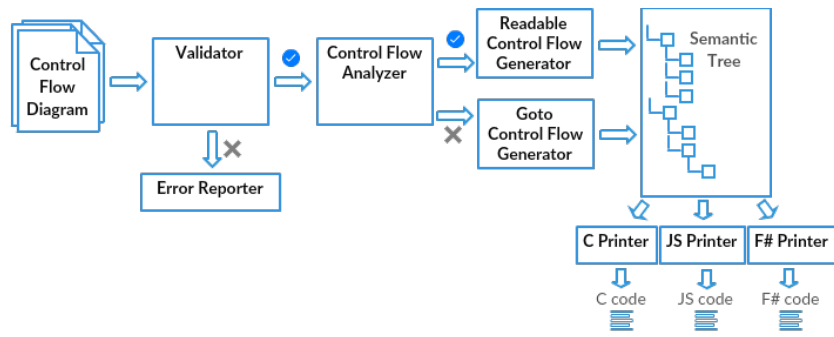 Control
Flow
Diagram
Validator
Error Reporter
Control Flow
Analyzer
Readable
Control Flow
Generator
Goto
Control Flow
Generator
Semantic
Tree
C Printer
JS Printer
F# Printer
C code
JS code
F# code